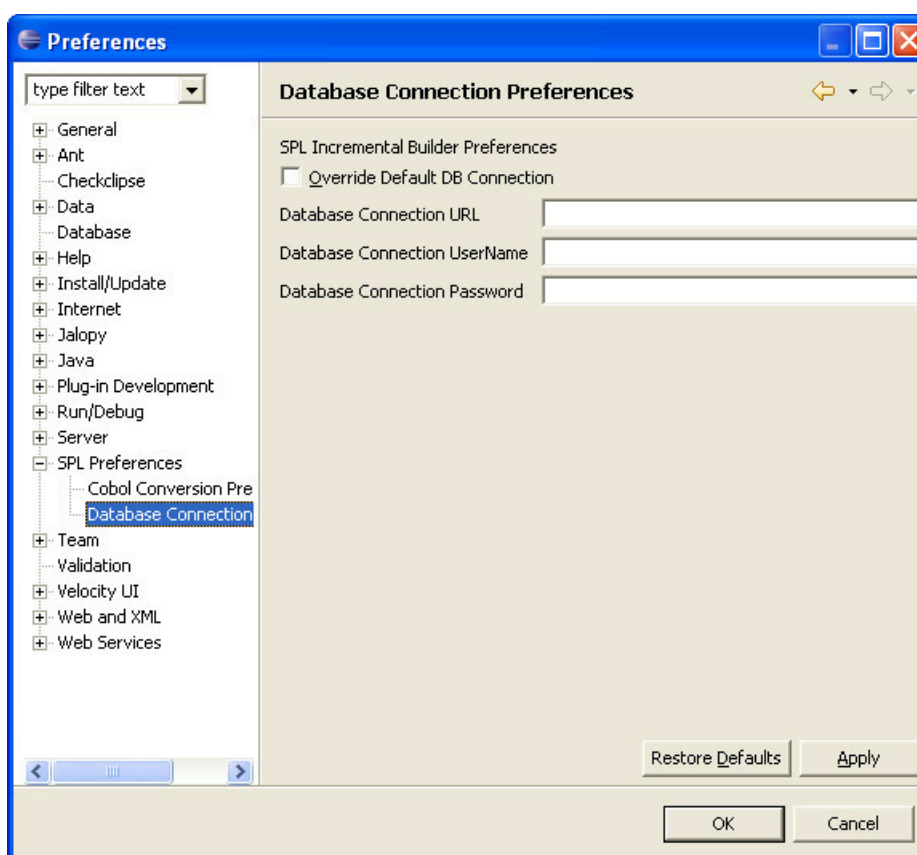 Preferences
type filter text
General
Ant
Checkclipse
Data
Database
Help
Install/Update
Internet
Jalopy
Java
Plug-in Development
Run/Debug
Server
SPL Preferences
Cobol Conversion Pre
Database Connection
Team
Validation
Velocity UI
Web and XML
Web Services
Database Connection Preferences
SPL Incremental Builder Preferences
Override Default DB Connection
Database Connection URL
Database Connection UserName
Database Connection Password
Restore Defaults Apply
OK Cancel